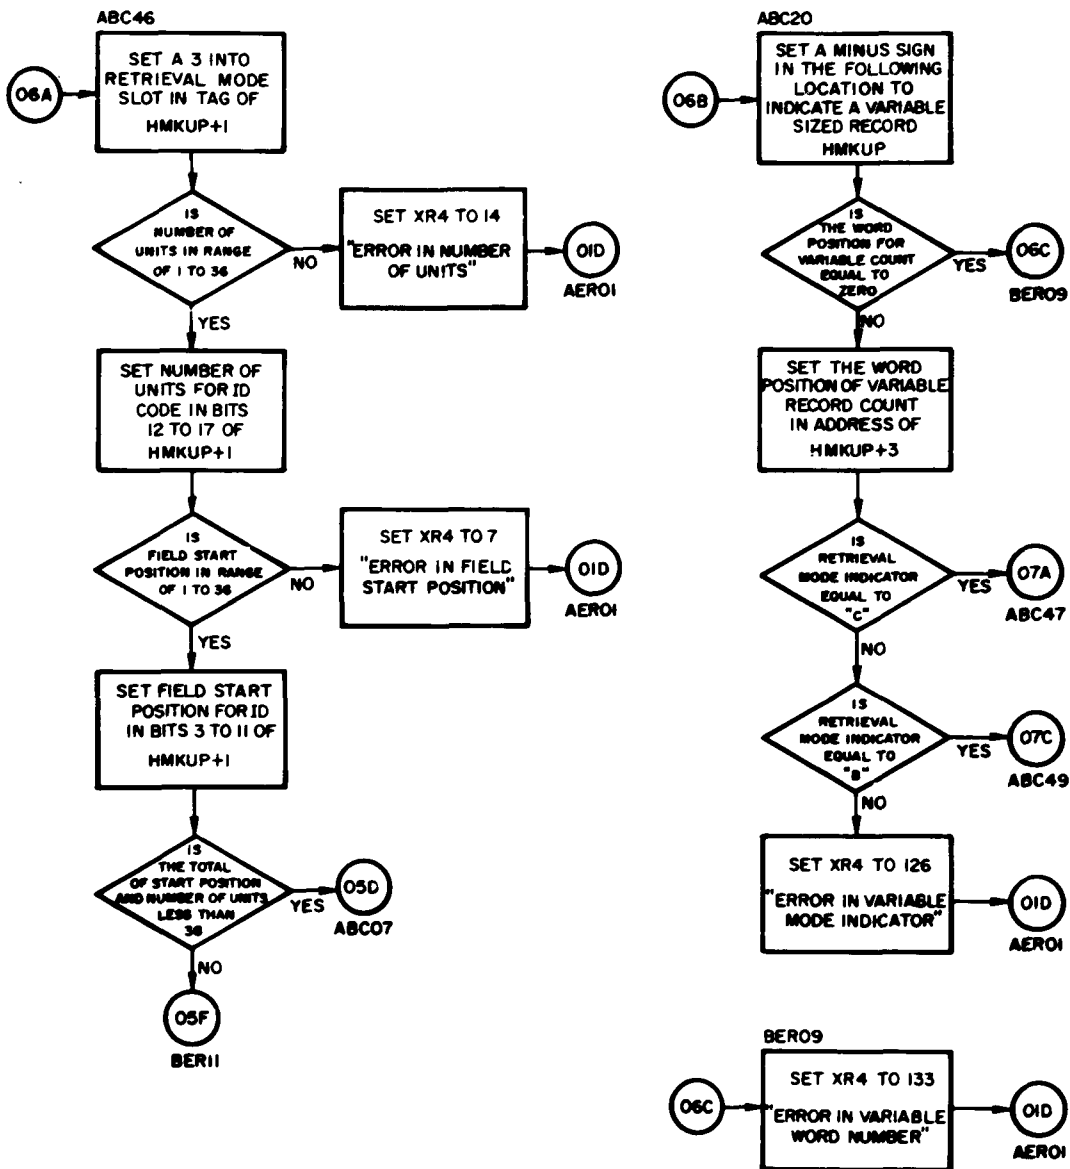 ABC46
06A
SET A 3 INTO
RETRIEVAL MODE
SLOT IN TAG OF
HMKUP+1
IS
NUMBER OF
UNITS IN RANGE
OF 1 TO 36
NO
SET XR4 TO 14
"ERROR IN NUMBER
OF UNITS"
01D
AER01
YES
SET NUMBER OF
UNITS FOR ID
CODE IN BITS
12 TO 17 OF
HMKUP+1
IS
FIELD START
POSITION IN RANGE
OF 1 TO 36
NO
SET XR4 TO 7
"ERROR IN FIELD
START POSITION"
01D
AER01
YES
SET FIELD START
POSITION FOR ID
IN BITS 3 TO 11 OF
HMKUP+1
IS
THE TOTAL
OF START POSITION
AND NUMBER OF UNITS
LESS THAN
36
YES
05D
ABC07
NO
05F
BER11
ABC20
06B
SET A MINUS SIGN
IN THE FOLLOWING
LOCATION TO
INDICATE A VARIABLE
SIZED RECORD
HMKUP
IS
THE WORD
POSITION FOR
VARIABLE COUNT
EQUAL TO
ZERO
YES
06C
BER09
NO
SET THE WORD
POSITION OF VARIABLE
RECORD COUNT
IN ADDRESS OF
HMKUP+3
IS
RETRIEVAL
MODE INDICATOR
EQUAL TO
"C"
YES
07A
ABC47
NO
IS
RETRIEVAL
MODE INDICATOR
EQUAL TO
"B"
YES
07C
ABC49
NO
SET XR4 TO 126
"ERROR IN VARIABLE
MODE INDICATOR"
01D
AER01
BER09
06C
SET XR4 TO 133
"ERROR IN VARIABLE
WORD NUMBER"
01D
AER01